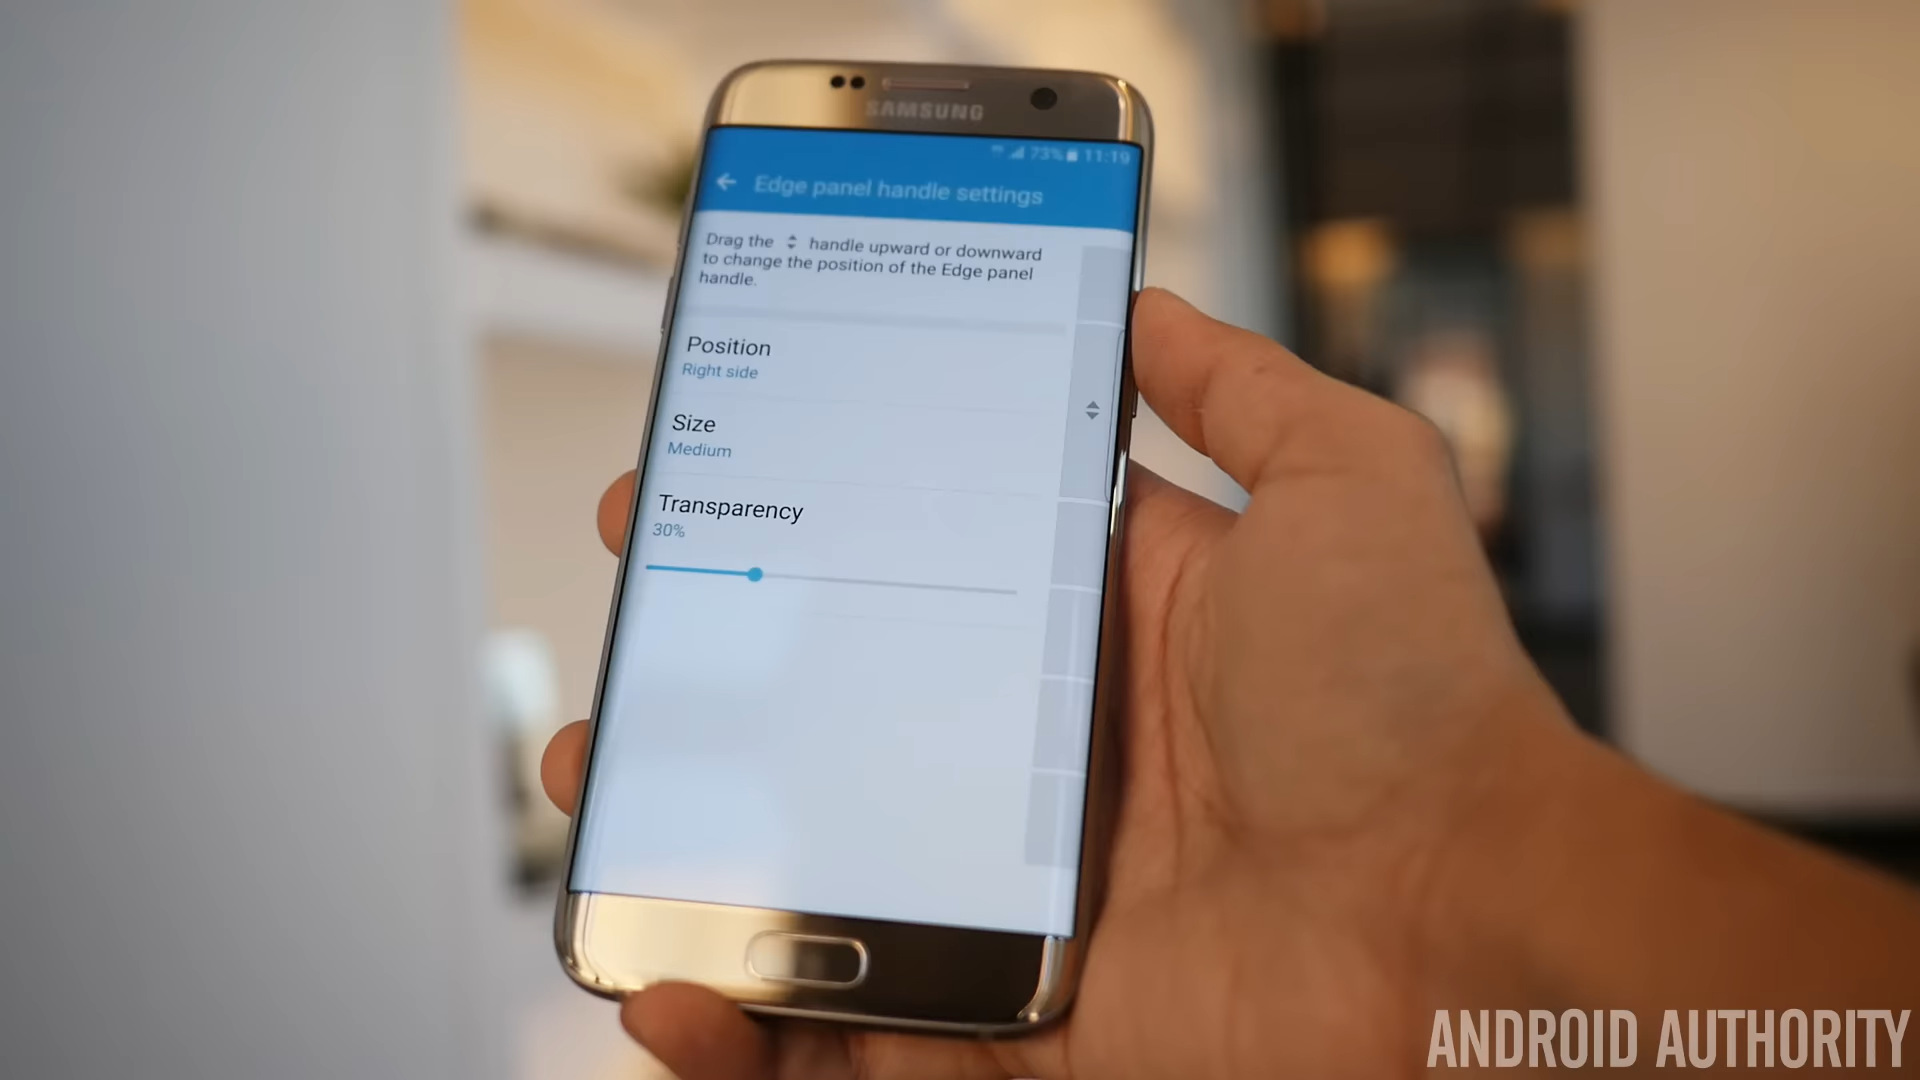 SAMSUNG
73% 11:19
Edge panel handle settings
Drag the handle upward or downward
to change the position of the Edge panel
handle.
Position
Right side
Size
Medium
Transparency
30%
ANDROID AUTHORITY